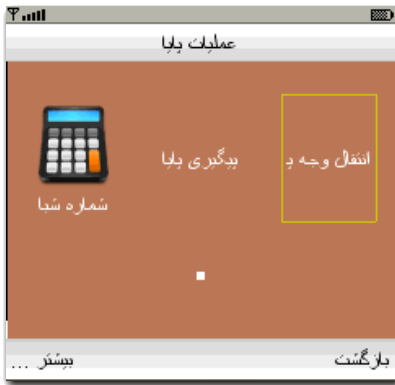 عملیات پایا
انتقال وجه پ
پیگیری پایا
شماره شبا
بازگشت
بیشتر ...